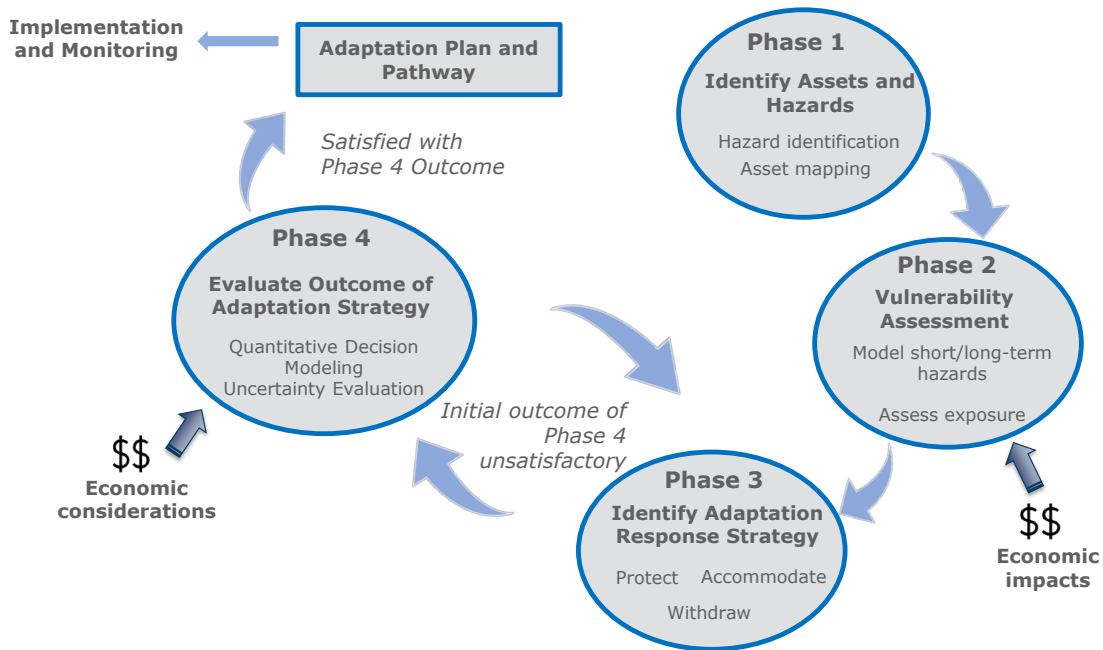 Implementation
and Monitoring
Adaptation Plan and
Pathway
Satisfied with
Phase 4 Outcome
Phase 1
Identify Assets and
Hazards
Hazard identification
Asset mapping
Phase 2
Vulnerability
Assessment
Model short/long-term
hazards
Assess exposure
$$
Economic
impacts
Phase 3
Identify Adaptation
Response Strategy
Protect Accommodate
Withdraw
Initial outcome of
Phase 4
unsatisfactory
Phase 4
Evaluate Outcome of
Adaptation Strategy
Quantitative Decision
Modeling
Uncertainty Evaluation
$$
Economic
considerations